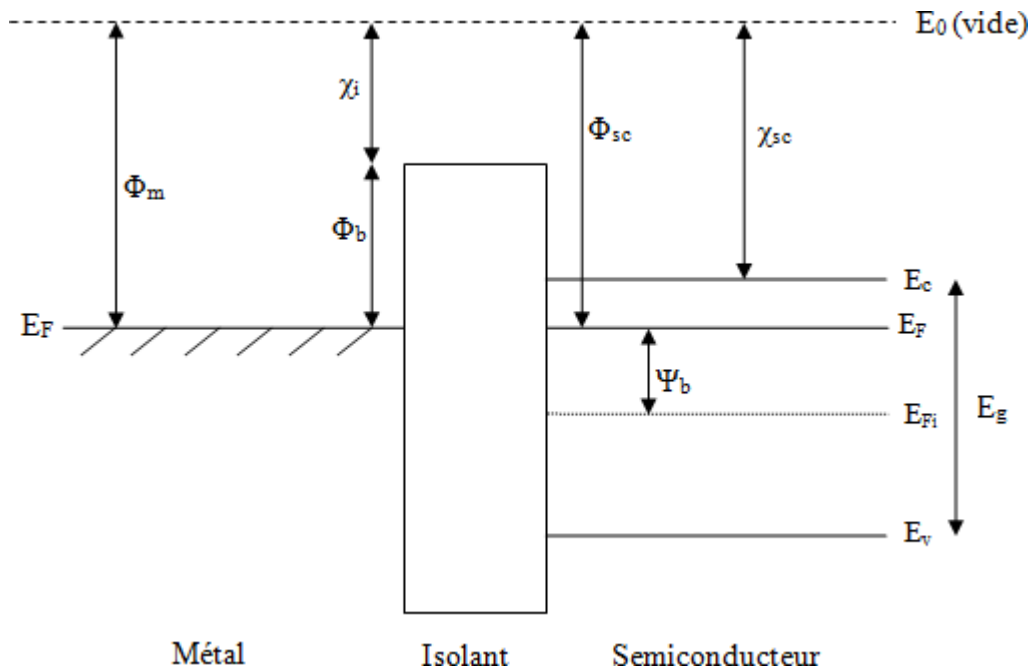 E₀ (vide)
χᵢ
Φsc
χsc
Φm
Φb
Ec
EF
EF
Ψb
EFi
Eg
Ev
Métal
Isolant
Semiconducteur